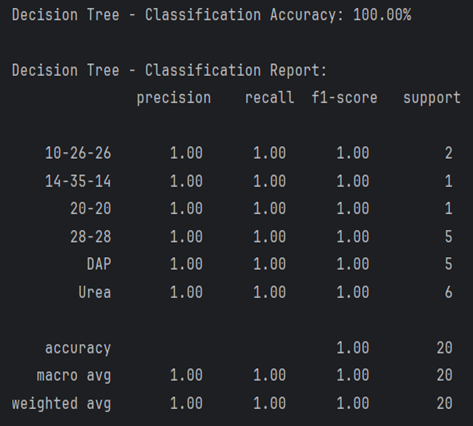 Decision Tree - Classification Accuracy: 100.00%
Decision Tree - Classification Report:
precision recall f1-score support
10-26-26 1.00 1.00 1.00 2
14-35-14 1.00 1.00 1.00 1
20-20 1.00 1.00 1.00 1
28-28 1.00 1.00 1.00 5
DAP 1.00 1.00 1.00 5
Urea 1.00 1.00 1.00 6
accuracy 1.00 20
macro avg 1.00 1.00 1.00 20
weighted avg 1.00 1.00 1.00 20